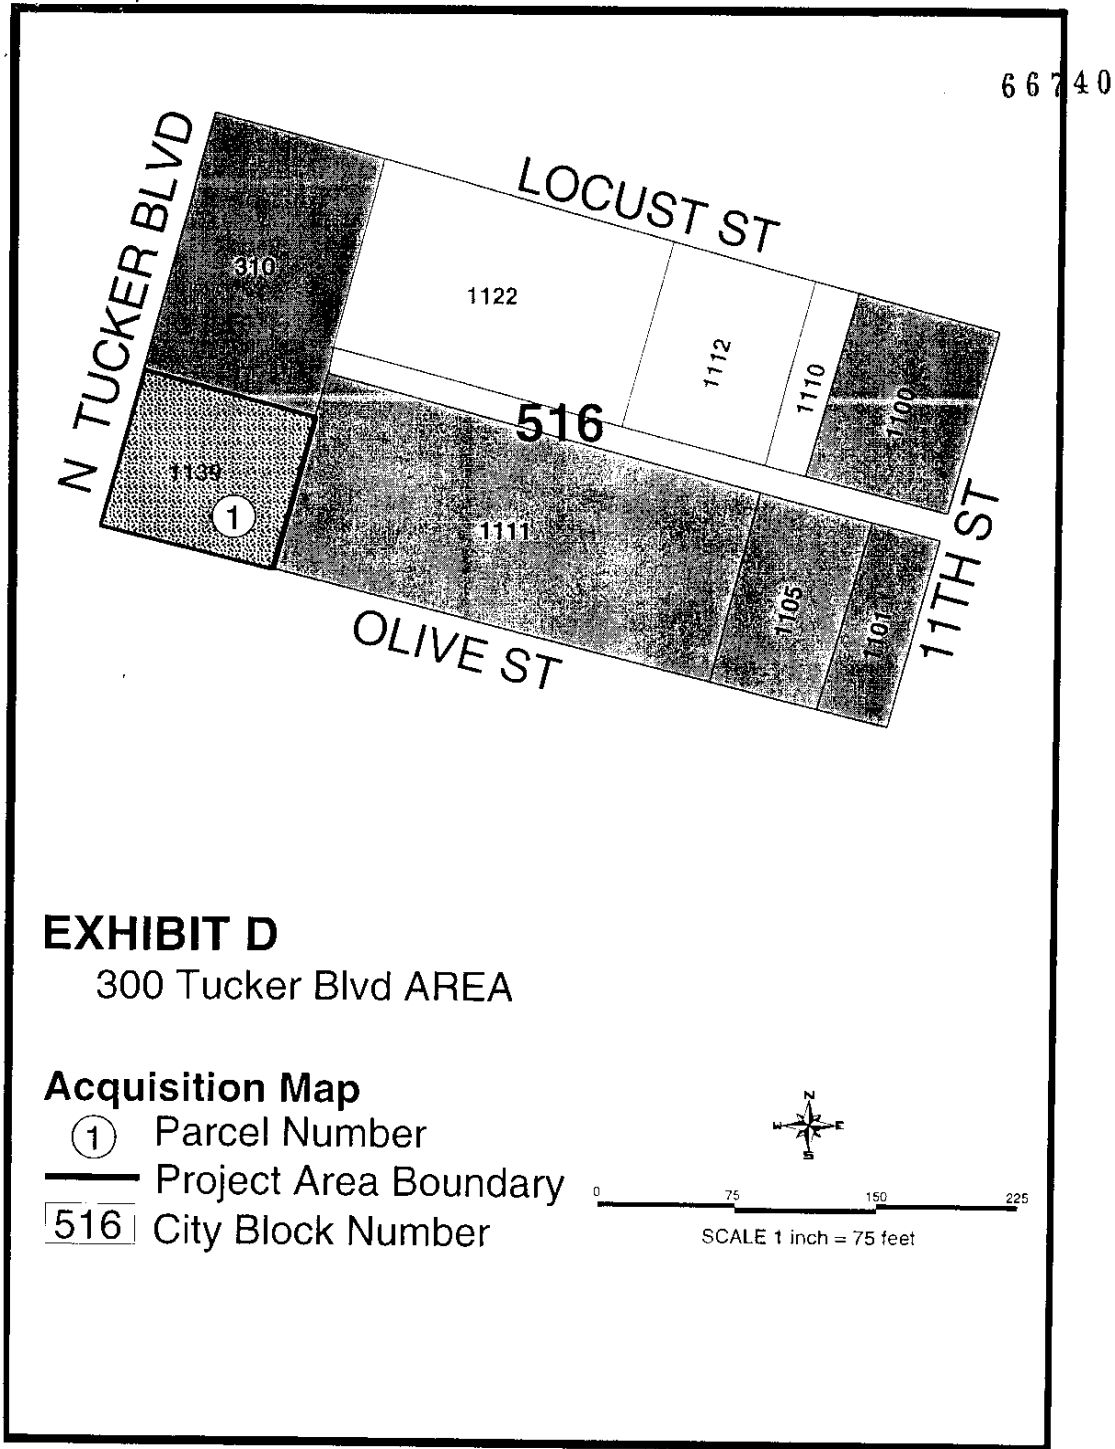 66740
LOCUST ST
N TUCKER BLVD
310
1122
1112
1110
1100
516
1139
1
1111
1105
1101
11TH ST
OLIVE ST
EXHIBIT D
300 Tucker Blvd AREA
Acquisition Map
1 Parcel Number
Project Area Boundary
516 City Block Number
N
W E
S
0 75 150 225
SCALE 1 inch = 75 feet